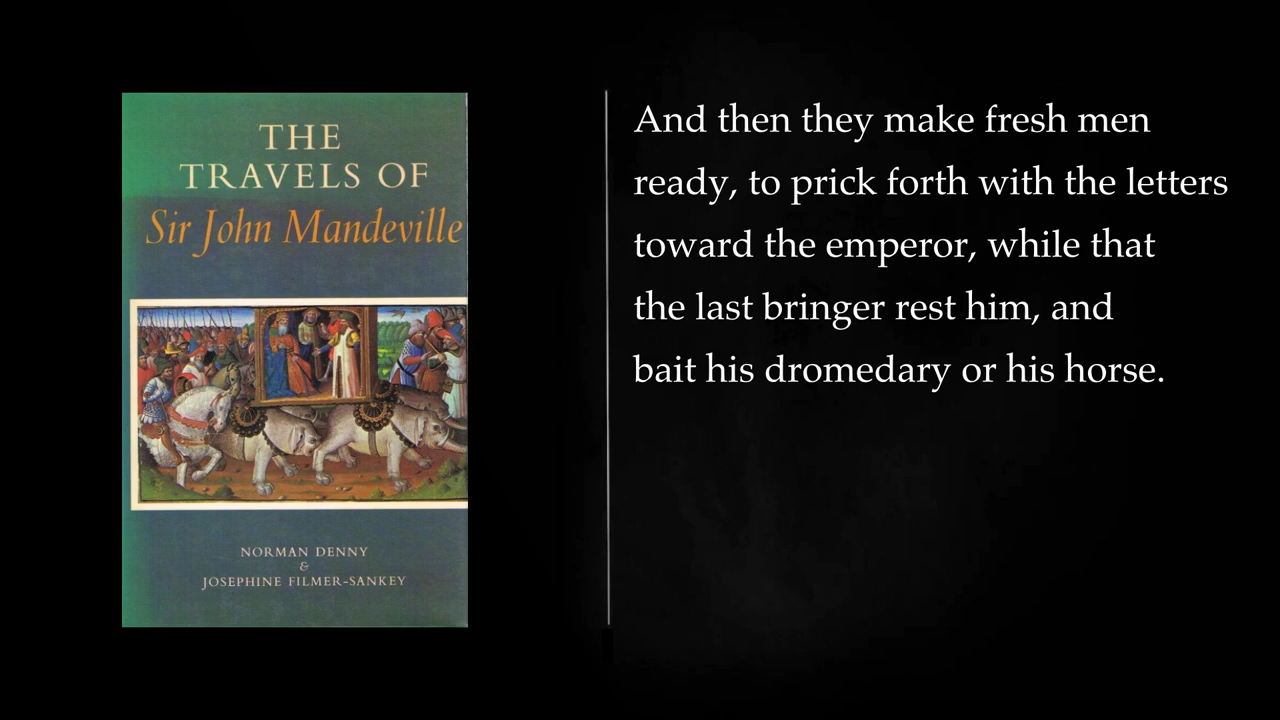 THE
TRAVELS OF
Sir John Mandeville
NORMAN DENNY
&
JOSEPHINE FILMER-SANKEY
And then they make fresh men
ready, to prick forth with the letters
toward the emperor, while that
the last bringer rest him, and
bait his dromedary or his horse.